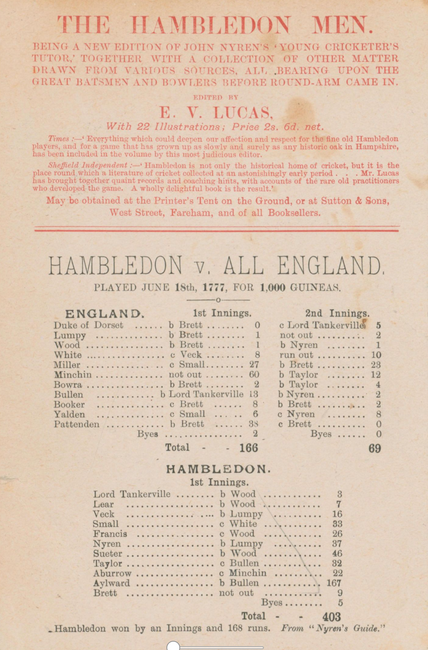 THE HAMBLEDON MEN.
BEING A NEW EDITION OF JOHN NYREN'S 'YOUNG CRICKETER'S
TUTOR,' TOGETHER WITH A COLLECTION OF OTHER MATTER
DRAWN FROM VARIOUS SOURCES, ALL BEARING UPON THE
GREAT BATSMEN AND BOWLERS BEFORE ROUND-ARM CAME IN.
EDITED BY
E. V. LUCAS,
With 22 Illustrations; Price 2s. 6d. net.
Times:—'Everything which could deepen our affection and respect for the fine old Hambledon
players, and for a game that has grown up as slowly and surely as any historic oak in Hampshire,
has been included in the volume by this most judicious editor.
Sheffield Independent:—'Hambledon is not only the historical home of cricket, but it is the
place round which a literature of cricket collected at an astonishingly early period . . . Mr. Lucas
has brought together quaint records and coaching hints, with accounts of the rare old practitioners
who developed the game. A wholly delightful book is the result.'
May be obtained at the Printer's Tent on the Ground, or at Sutton & Sons,
West Street, Fareham, and of all Booksellers.
HAMBLEDON v. ALL ENGLAND.
PLAYED JUNE 18th, 1777, FOR 1,000 GUINEAS.
ENGLAND. 1st Innings. 2nd Innings.
Duke of Dorset ...... b Brett ........ 0 c Lord Tankerville 5
Lumpy .................. b Brett ........ 1 not out ............ 2
Wood .................. b Brett ........ 1 b Nyren ............ 1
White .................. c Veck ........ 8 run out ............ 10
Miller .................. c Small ........ 27 b Brett ............ 23
Minchin ............... not out ........ 60 b Taylor ............ 12
Bowra .................. b Brett ........ 2 b Taylor ............ 4
Bullen .................. b Lord Tankerville 13 b Nyren ............ 2
Booker ............... c Brett ........ 8 b Brett ............ 2
Yalden ............... c Small ........ 6 c Nyren ............ 8
Pattenden ............ b Brett ........ 38 c Brett ............ 0
Byes ............... 2 Byes ...... 0
Total - - 166 69
HAMBLEDON.
1st Innings.
Lord Tankerville ........ b Wood ............ 3
Lear ..................... b Wood ............ 7
Veck ..................... b Lumpy ............ 16
Small ..................... c White ............ 33
Francis .................. c Wood ............ 26
Nyren .................. b Lumpy ............ 37
Sueter .................. b Wood ............ 46
Taylor .................. c Bullen ............ 32
Aburrow ............... c Minchin ............ 22
Aylward ............... b Bullen ............ 167
Brett .................. not out ............ 9
Byes ........ 5
Total - - 403
Hambledon won by an Innings and 168 runs. From "Nyren's Guide."